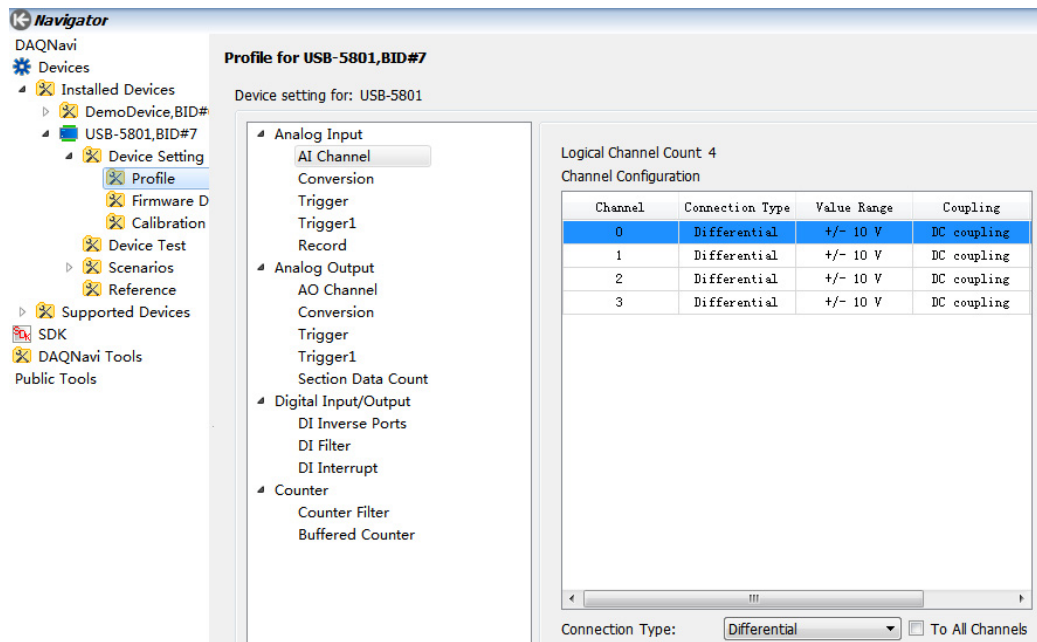 Navigator
DAQNavi
Devices
Installed Devices
DemoDevice,BID#
USB-5801,BID#7
Device Setting
Profile
Firmware D
Calibration
Device Test
Scenarios
Reference
Supported Devices
SDK
DAQNavi Tools
Public Tools
Profile for USB-5801,BID#7
Device setting for: USB-5801
Analog Input
AI Channel
Conversion
Trigger
Trigger1
Record
Analog Output
AO Channel
Conversion
Trigger
Trigger1
Section Data Count
Digital Input/Output
DI Inverse Ports
DI Filter
DI Interrupt
Counter
Counter Filter
Buffered Counter
Logical Channel Count 4
Channel Configuration
Channel Connection Type Value Range Coupling
0 Differential +/- 10 V DC coupling
1 Differential +/- 10 V DC coupling
2 Differential +/- 10 V DC coupling
3 Differential +/- 10 V DC coupling
Connection Type: Differential To All Channels